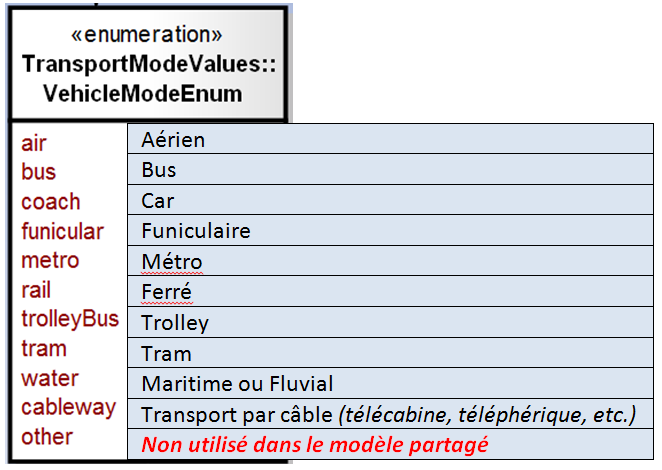 «enumeration»
TransportModeValues::
VehicleModeEnum
air Aérien
bus Bus
coach Car
funicular Funiculaire
metro Métro
rail Ferré
trolleyBus Trolley
tram Tram
water Maritime ou Fluvial
cableway Transport par câble (télécabine, téléphérique, etc.)
other Non utilisé dans le modèle partagé